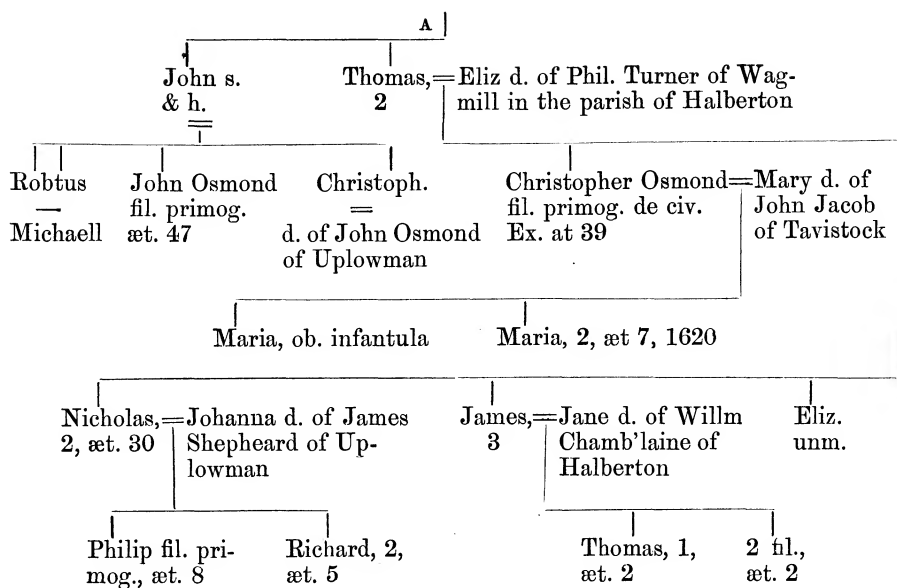 A
John s.
& h.
Thomas,
2
Eliz d. of Phil. Turner of Wag-
mill in the parish of Halberton
Robtus
Michaell
John Osmond
fil. primog.
æt. 47
Christoph.
d. of John Osmond
of Uplowman
Christopher Osmond
fil. primog. de civ.
Ex. at 39
Mary d. of
John Jacob
of Tavistock
Maria, ob. infantula
Maria, 2, æt 7, 1620
Nicholas,
2, æt. 30
Johanna d. of James
Shepheard of Up-
lowman
James,
3
Jane d. of Willm
Chamb'laine of
Halberton
Eliz.
unm.
Philip fil. pri-
mog., æt. 8
Richard, 2,
æt. 5
Thomas, 1,
æt. 2
2 fil.,
æt. 2